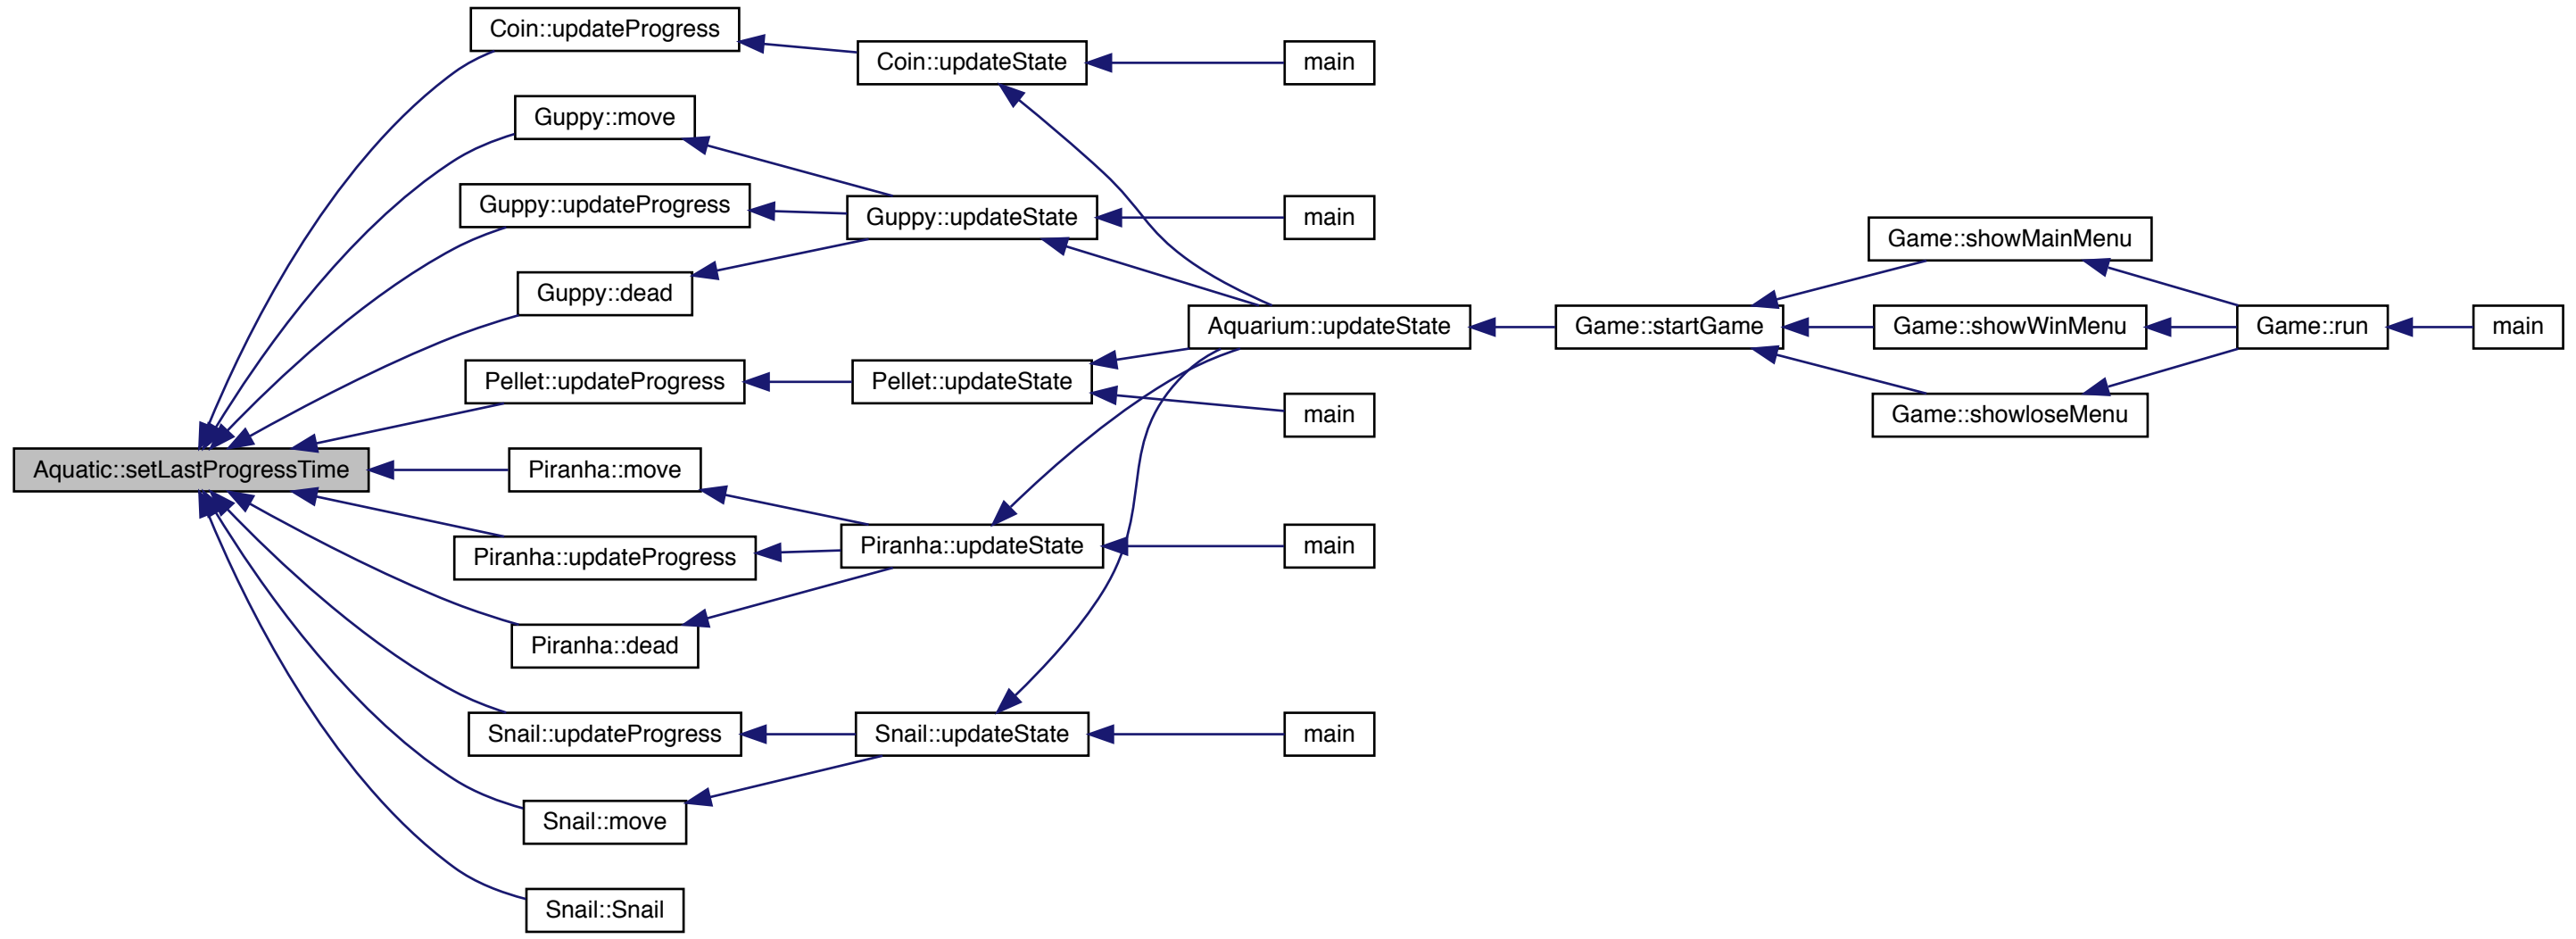 Coin::updateProgress
Coin::updateState
main
Guppy::move
Guppy::updateProgress
Guppy::updateState
main
Game::showMainMenu
Guppy::dead
Aquarium::updateState
Game::startGame
Game::showWinMenu
Game::run
main
Pellet::updateProgress
Pellet::updateState
main
Game::showloseMenu
Aquatic::setLastProgressTime
Piranha::move
Piranha::updateProgress
Piranha::updateState
main
Piranha::dead
Snail::updateProgress
Snail::updateState
main
Snail::move
Snail::Snail